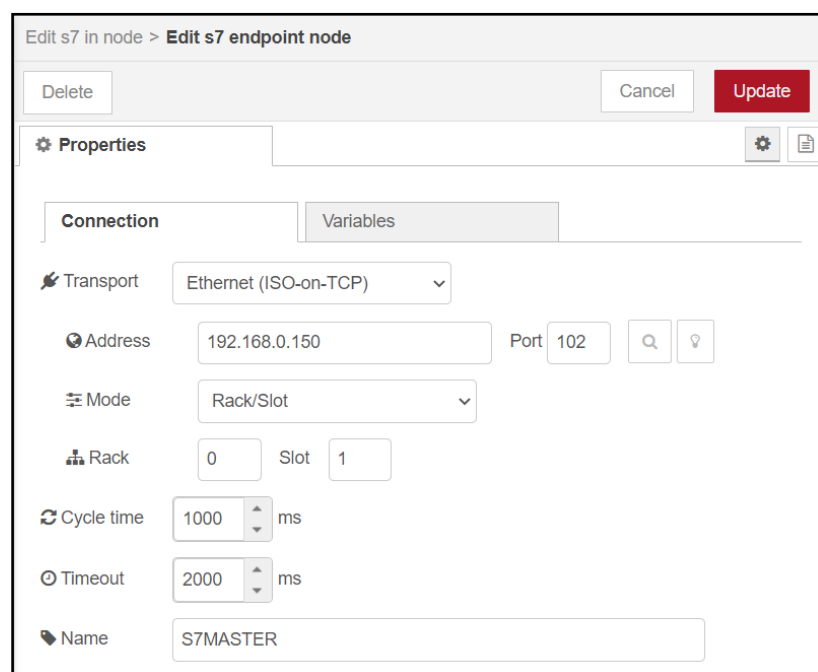 Edit s7 in node > Edit s7 endpoint node
Delete Cancel Update
Properties
Connection Variables
Transport Ethernet (ISO-on-TCP)
Address 192.168.0.150 Port 102
Mode Rack/Slot
Rack 0 Slot 1
Cycle time 1000 ms
Timeout 2000 ms
Name S7MASTER